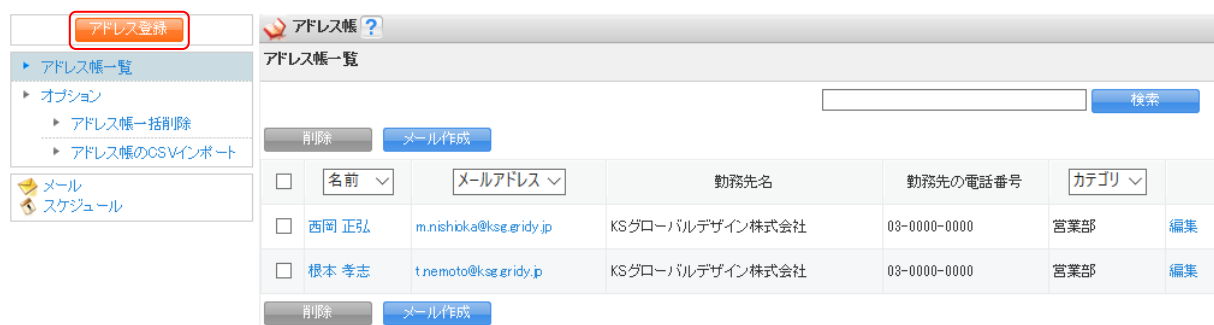 アドレス登録
アドレス帳一覧
オプション
アドレス帳一括削除
アドレス帳のCSVインポート
メール
スケジュール
アドレス帳 ?
アドレス帳一覧
検索
削除 メール作成
名前 メールアドレス 勤務先名 勤務先の電話番号 カテゴリ
西岡 正弘 m.nishioka@ksg.gridy.jp KSグローバルデザイン株式会社 03-0000-0000 営業部 編集
根本 孝志 t.nemoto@ksg.gridy.jp KSグローバルデザイン株式会社 03-0000-0000 営業部 編集
削除 メール作成